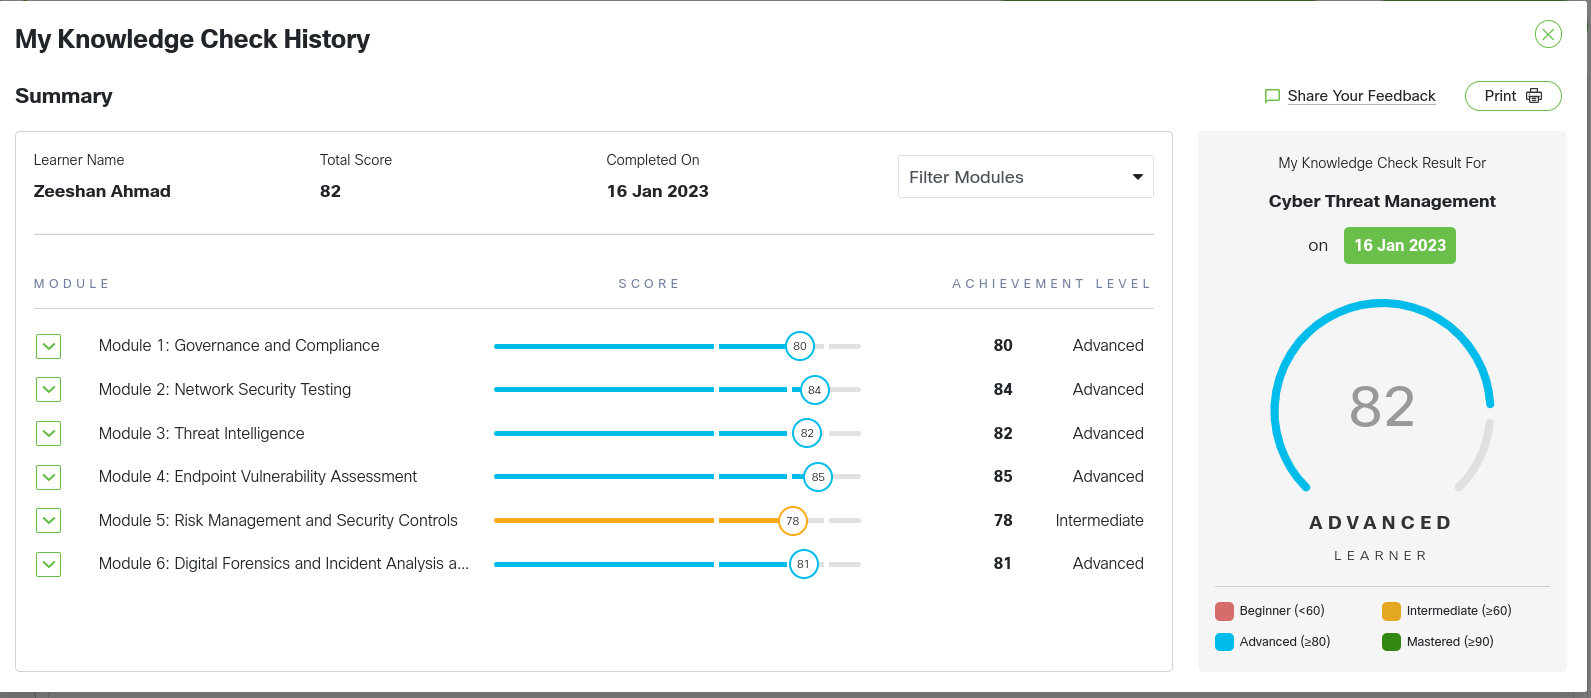 My Knowledge Check History
Summary
Share Your Feedback
Print
Learner Name
Total Score
Completed On
Zeeshan Ahmad
82
16 Jan 2023
Filter Modules
MODULE SCORE ACHIEVEMENT LEVEL
Module 1: Governance and Compliance 80 80 Advanced
Module 2: Network Security Testing 84 84 Advanced
Module 3: Threat Intelligence 82 82 Advanced
Module 4: Endpoint Vulnerability Assessment 85 85 Advanced
Module 5: Risk Management and Security Controls 78 78 Intermediate
Module 6: Digital Forensics and Incident Analysis a... 81 81 Advanced
My Knowledge Check Result For
Cyber Threat Management
on 16 Jan 2023
82
ADVANCED
LEARNER
Beginner (<60) Intermediate (≥60)
Advanced (≥80) Mastered (≥90)